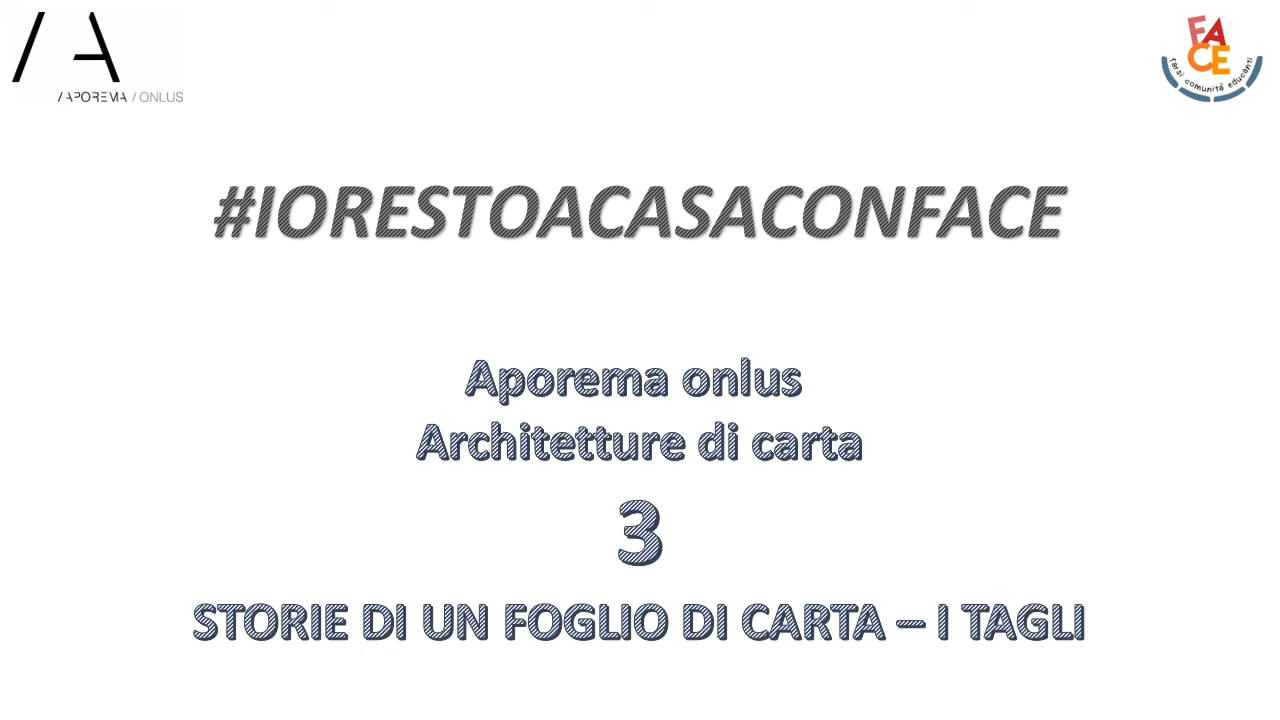 / A
/ APOREMA / ONLUS
FACE
farsi comunità educanti
#IORESTOACASACONFACE
Aporema onlus
Architetture di carta
3
STORIE DI UN FOGLIO DI CARTA – I TAGLI